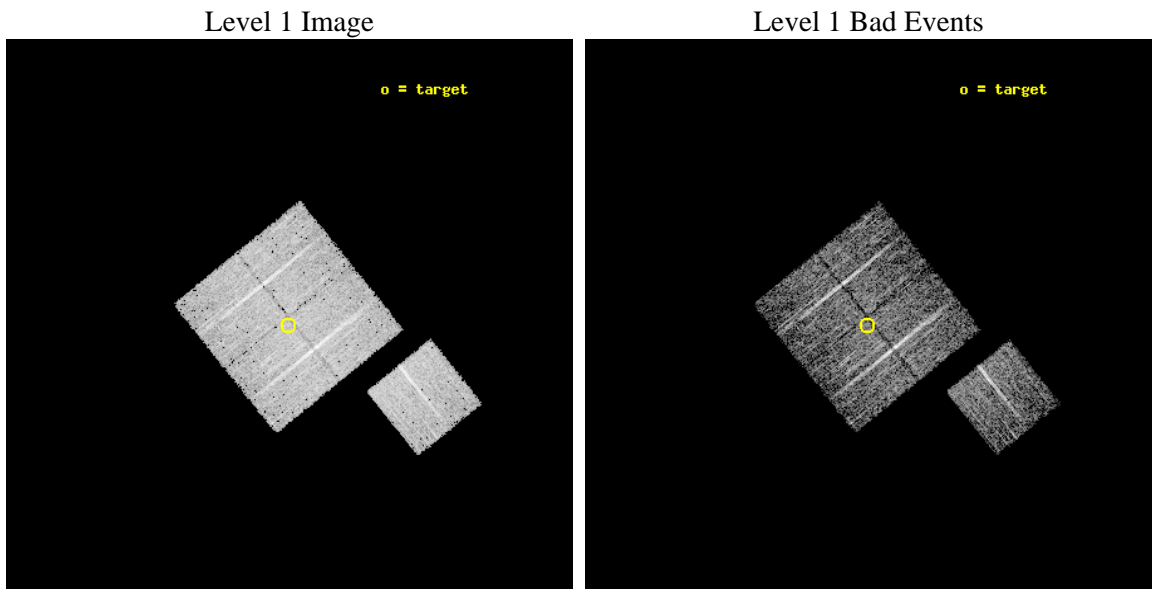 Level 1 Image
Level 1 Bad Events
o = target
o = target